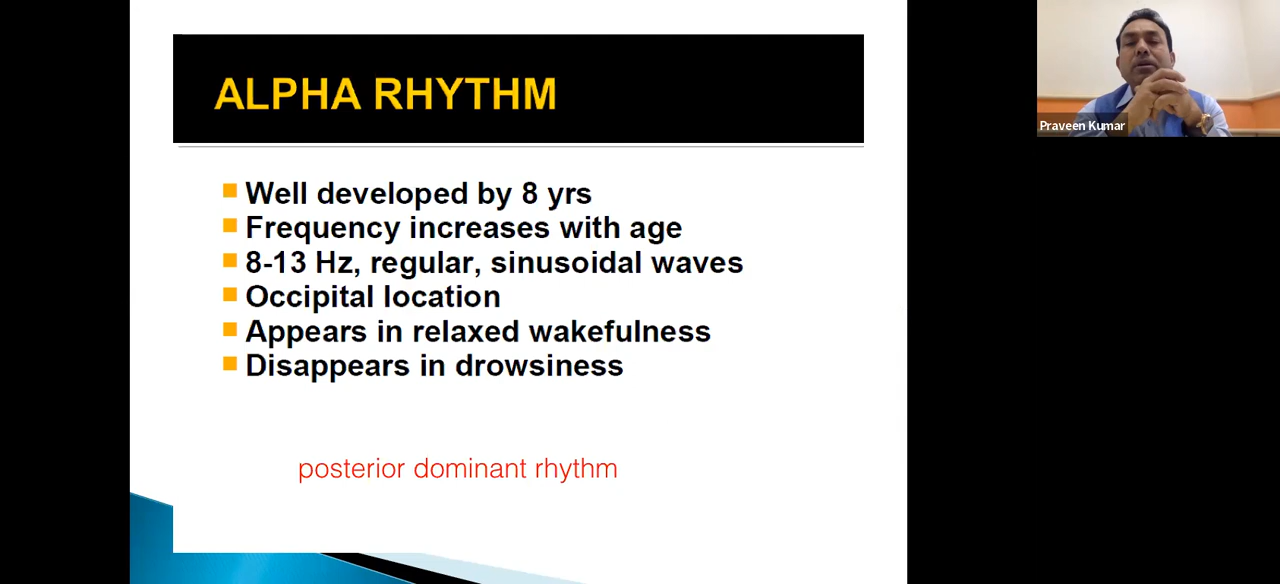 ALPHA RHYTHM
Well developed by 8 yrs
Frequency increases with age
8-13 Hz, regular, sinusoidal waves
Occipital location
Appears in relaxed wakefulness
Disappears in drowsiness
posterior dominant rhythm
Praveen Kumar